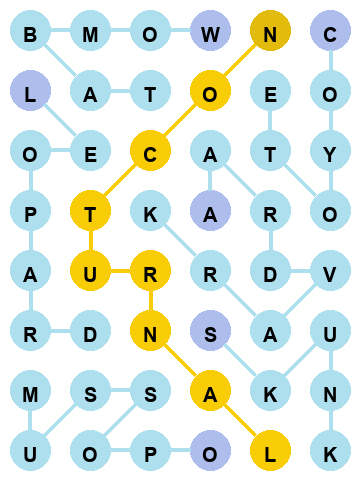 B M O W N C
L A T O E O
O E C A T Y
P T K A R O
A U R R D V
R D N S A U
M S S A K N
U O P O L K